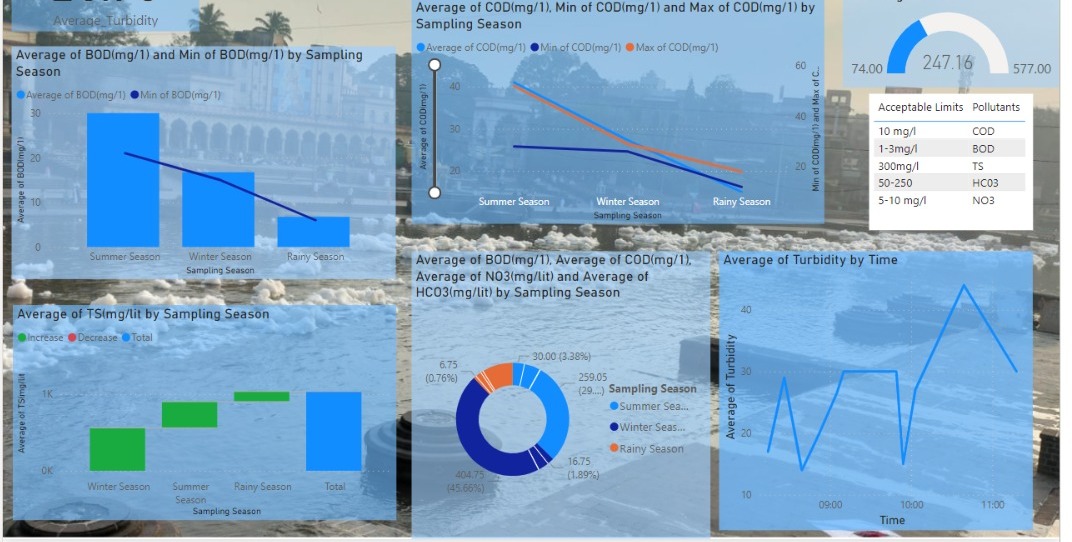 Average_Turbidity
Average of BOD(mg/1) and Min of BOD(mg/1) by Sampling
Season
Average of BOD(mg/1) Min of BOD(mg/1)
Average of BOD(mg/1)
30
20
10
0
Summer Season Winter Season Rainy Season
Sampling Season
Average of COD(mg/1), Min of COD(mg/1) and Max of COD(mg/1) by
Sampling Season
Average of COD(mg/1) Min of COD(mg/1) Max of COD(mg/1)
Average of COD(mg/1)
40
30
20
60
40
20
Min of COD(mg/1) and Max of C...
Summer Season Winter Season Rainy Season
Sampling Season
74.00 247.16 577.00
Acceptable Limits Pollutants
10 mg/l COD
1-3mg/l BOD
300mg/l TS
50-250 HC03
5-10 mg/l NO3
Average of TS(mg/lit by Sampling Season
Increase Decrease Total
Average of TS(mg/lit
1K
0K
Winter Season Summer Season Rainy Season Total
Sampling Season
Average of BOD(mg/1), Average of COD(mg/1),
Average of NO3(mg/lit) and Average of
HCO3(mg/lit) by Sampling Season
30.00 (3.38%)
6.75
(0.76%)
259.05
(29....)
16.75
(1.89%)
404.75
(45.66%)
Sampling Season
Summer Sea...
Winter Seas...
Rainy Season
Average of Turbidity by Time
Average of Turbidity
40
30
20
10
09:00 10:00 11:00
Time